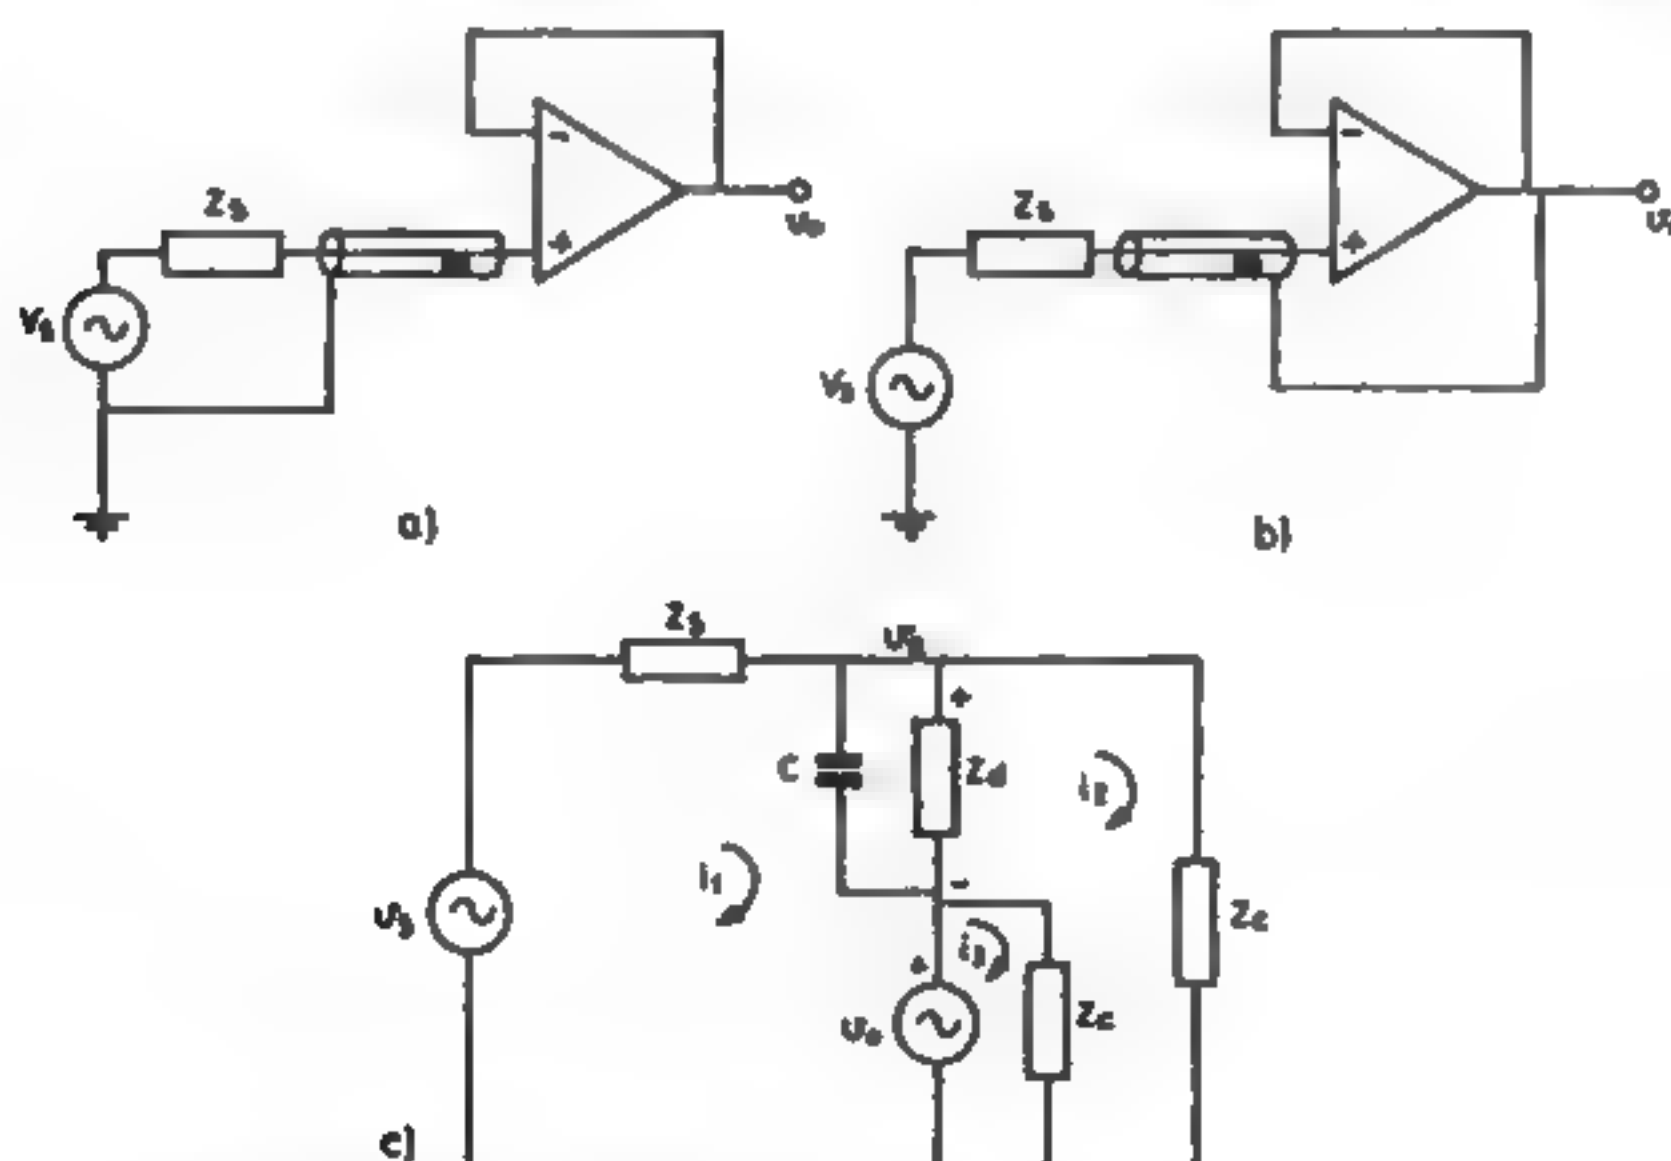 Zs
Vs
-
+
vo
a)
Zs
Vs
-
+
b)
Zs
C
+
Zd
-
i1
i2
i3
vs
+
vo
Zc
Zc
c)